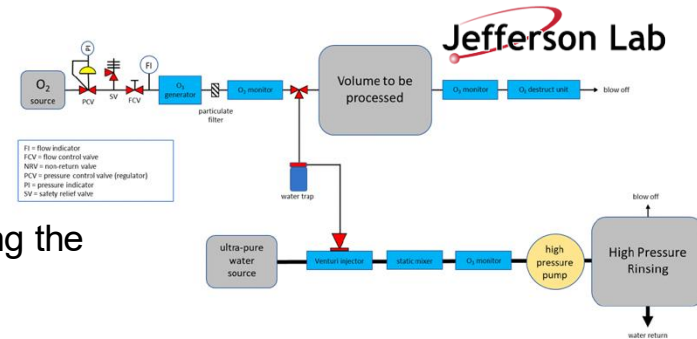 Jefferson Lab
PI
FI
O2
source
PCV
SV
FCV
O3
generator
particulate
filter
O3 monitor
Volume to be
processed
O3 monitor
O3 destruct unit
blow off
FI = flow indicator
FCV = flow control valve
NRV = non-return valve
PCV = pressure control valve (regulator)
PI = pressure indicator
SV = safety relief valve
water trap
ng the
ultra-pure
water
source
Venturi injector
static mixer
O3 monitor
high
pressure
pump
blow off
High Pressure
Rinsing
water return